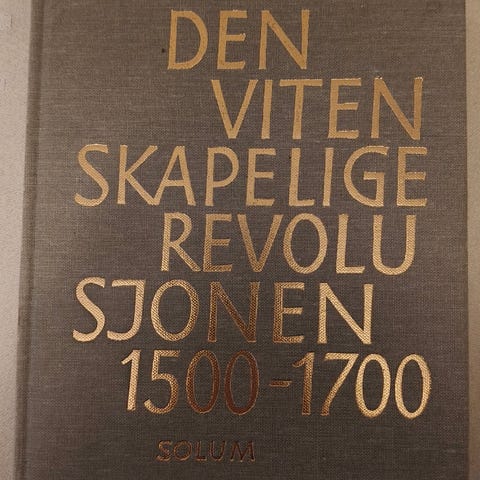 DEN
VITEN
SKAPELIGE
REVOLU
SJONEN
1500-1700
SOLUM